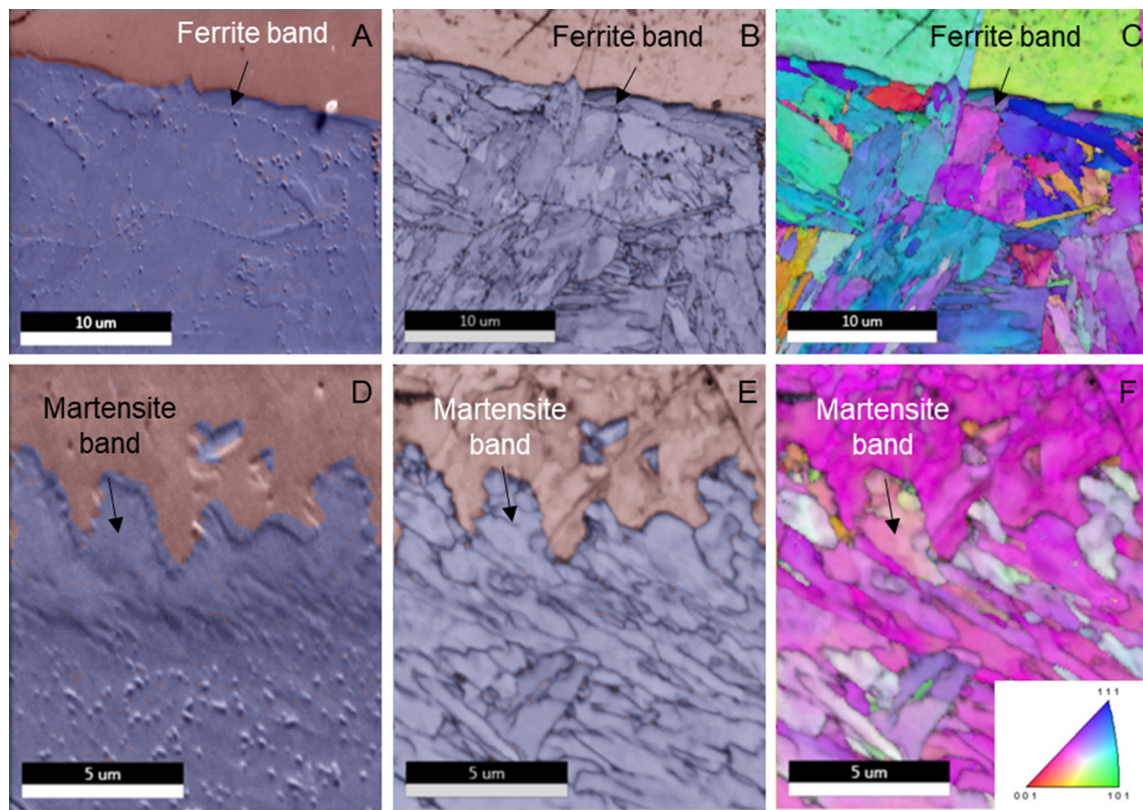 Ferrite band A
Ferrite band B
Ferrite band C
10 um
10 um
10 um
D
Martensite
band
E
Martensite
band
F
Martensite
band
5 um
5 um
5 um
111
001
101